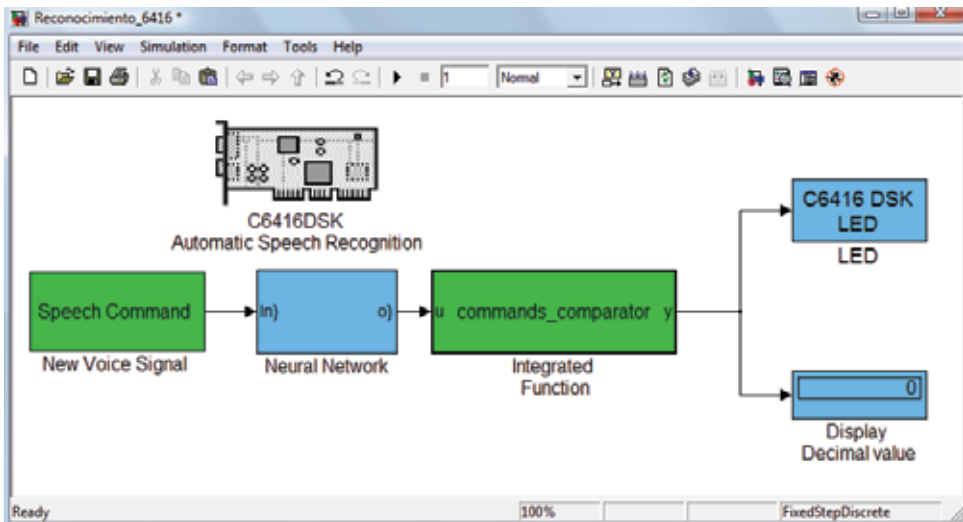 Reconocimiento_6416 *
File Edit View Simulation Format Tools Help
1 Normal
C6416DSK
Automatic Speech Recognition
C6416 DSK
LED
LED
Speech Command
In} o}
u commands_comparator y
New Voice Signal
Neural Network
Integrated
Function
0
Display
Decimal value
Ready 100% FixedStepDiscrete